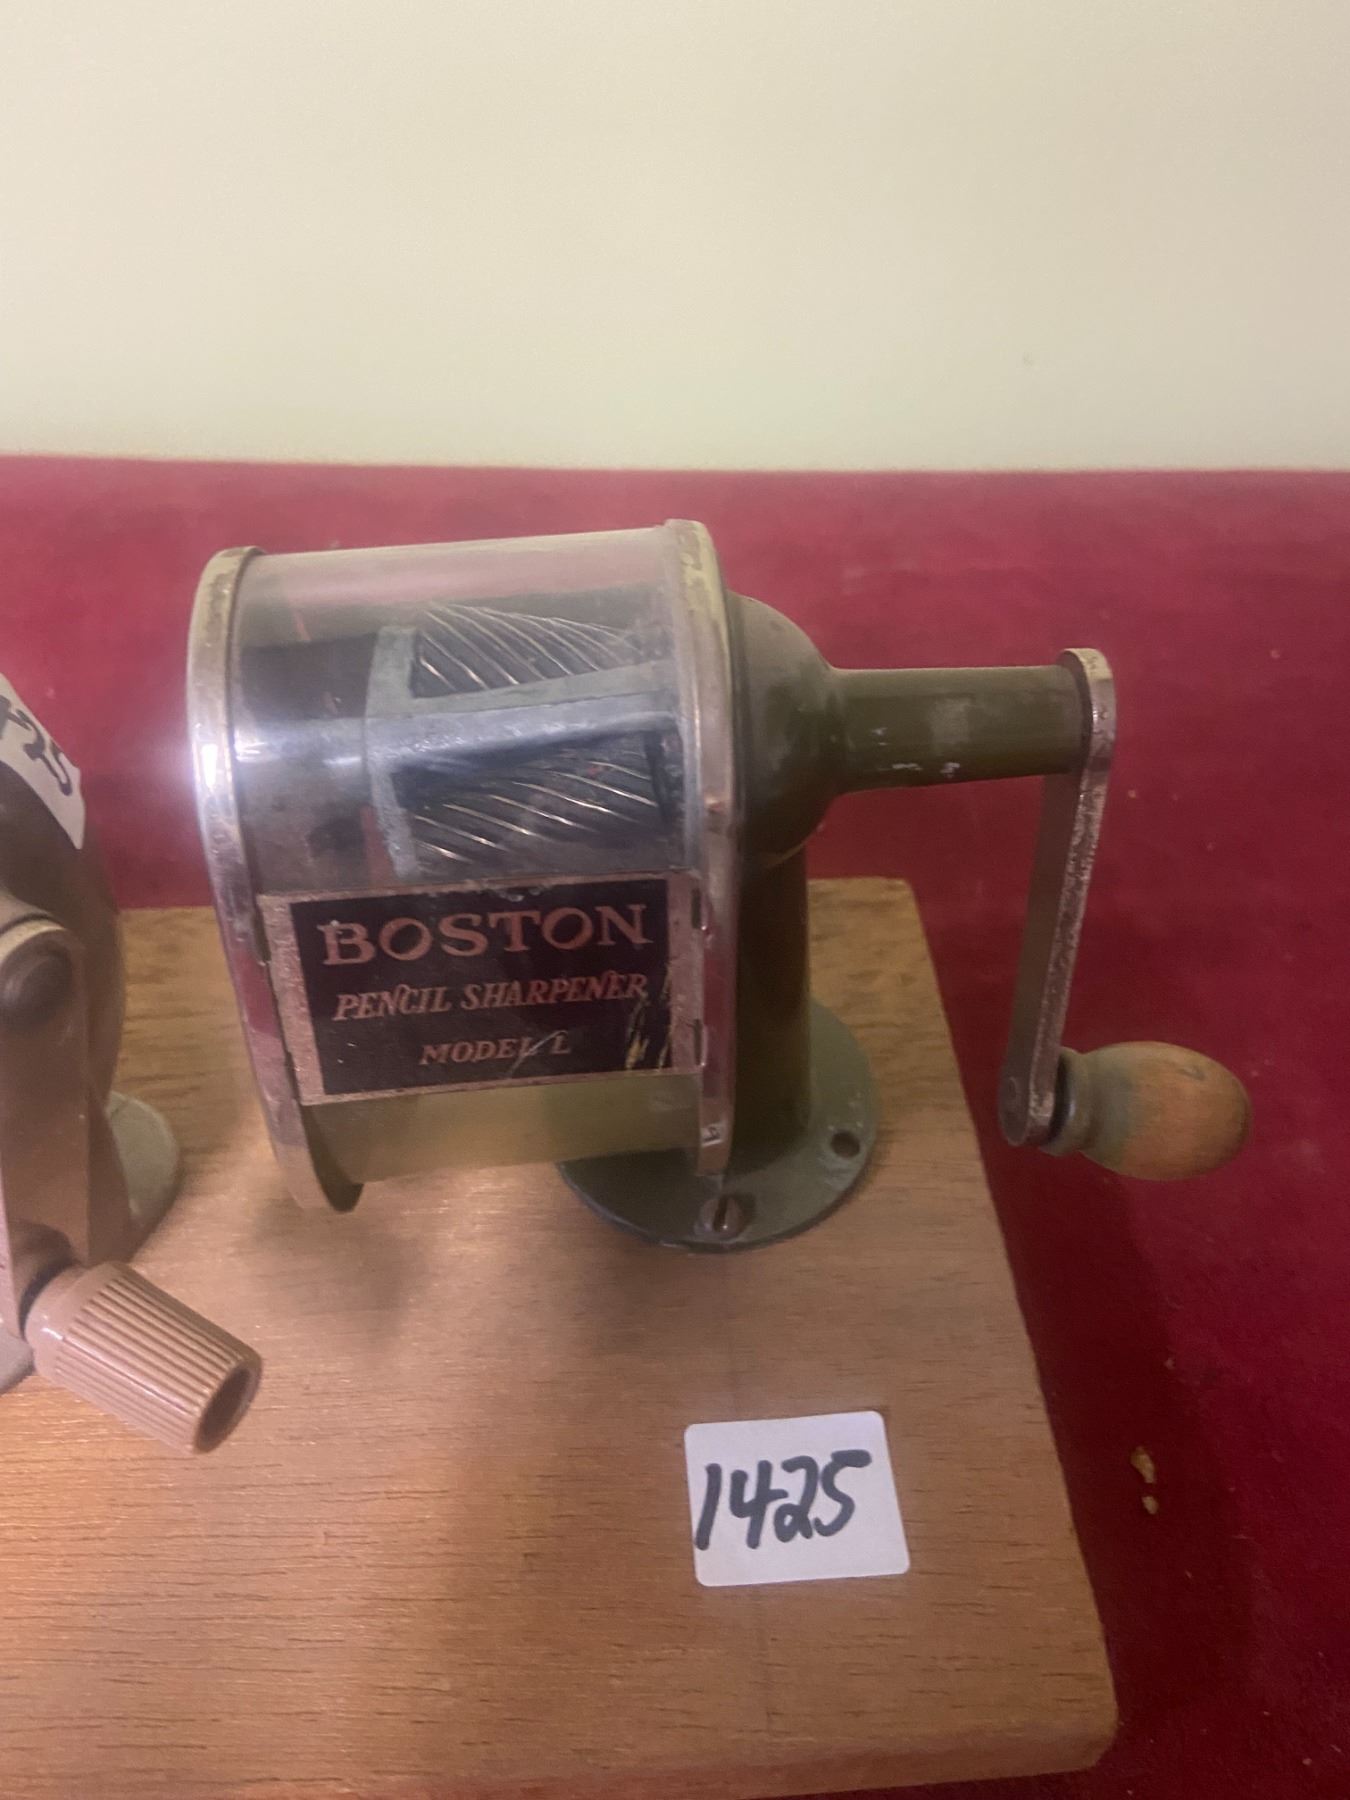 BOSTON
PENCIL SHARPENER
MODEL L
1425